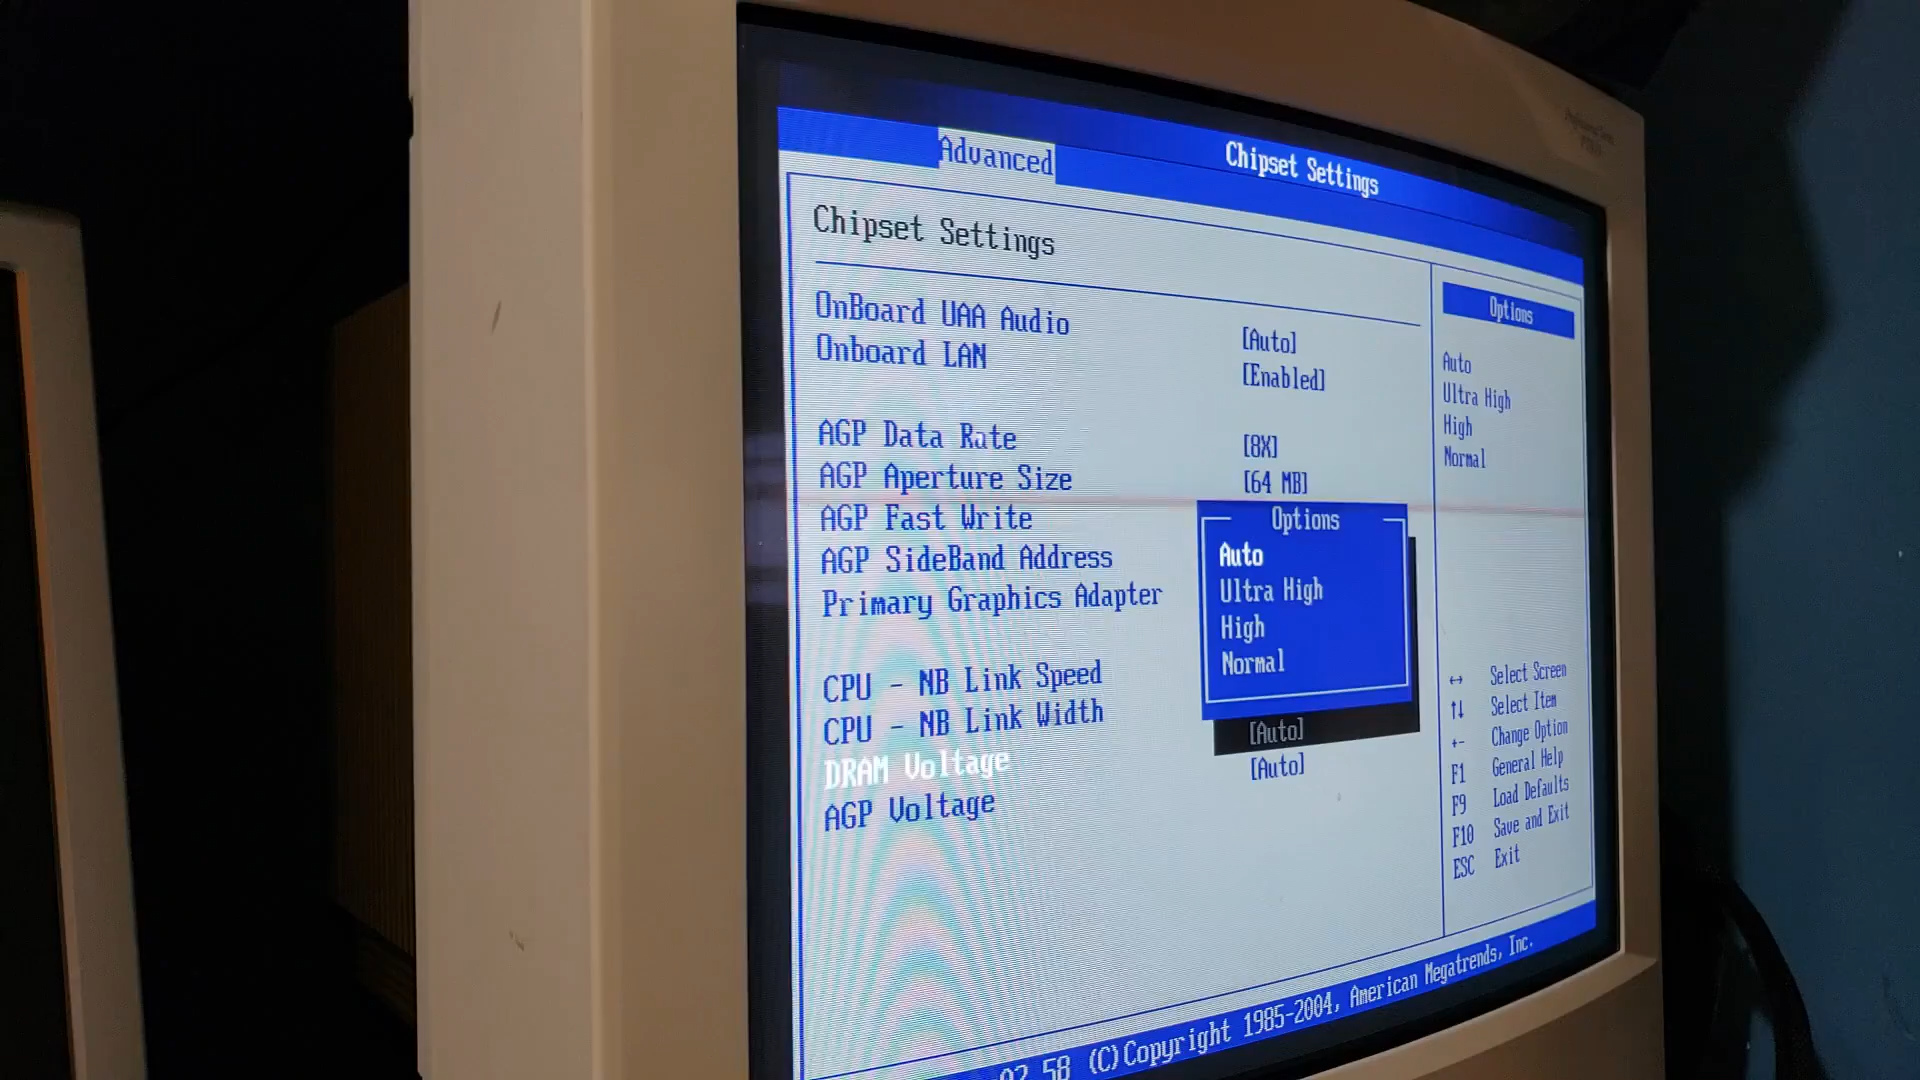 Advanced
Chipset Settings
Chipset Settings
OnBoard UAA Audio [Auto]
Onboard LAN [Enabled]
AGP Data Rate [8X]
AGP Aperture Size [64 MB]
AGP Fast Write
AGP SideBand Address
Primary Graphics Adapter
CPU - NB Link Speed
CPU - NB Link Width
DRAM Voltage [Auto]
AGP Voltage [Auto]
Options
Auto
Ultra High
High
Normal
Options
Auto
Ultra High
High
Normal
↔ Select Screen
↑↓ Select Item
+- Change Option
F1 General Help
F9 Load Defaults
F10 Save and Exit
ESC Exit
02.58 (C)Copyright 1985-2004, American Megatrends, Inc.